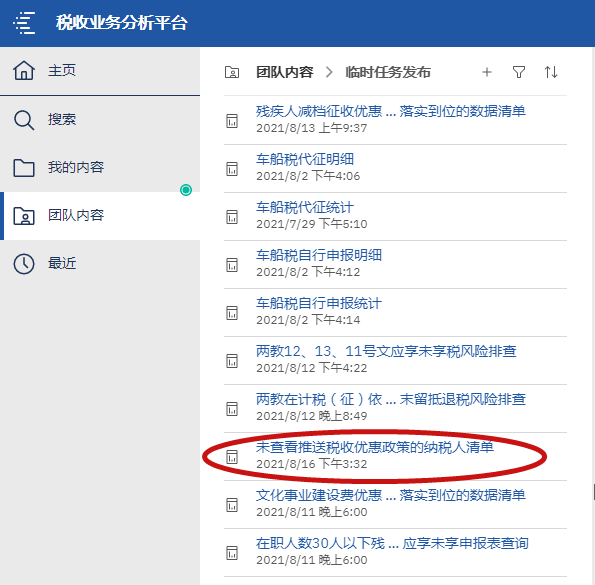 税收业务分析平台
主页
搜索
我的内容
团队内容
最近
团队内容 > 临时任务发布
残疾人减档征收优惠 ... 落实到位的数据清单
2021/8/13 上午9:37
车船税代征明细
2021/8/2 下午4:06
车船税代征统计
2021/7/29 下午5:10
车船税自行申报明细
2021/8/2 下午4:12
车船税自行申报统计
2021/8/2 下午4:14
两教12、13、11号文应享未享税风险排查
2021/8/12 下午4:22
两教在计税（征）依 ... 末留抵退税风险排查
2021/8/12 晚上8:49
未查看推送税收优惠政策的纳税人清单
2021/8/16 下午3:32
文化事业建设费优惠 ... 落实到位的数据清单
2021/8/11 晚上6:00
在职人数30人以下残 ... 应享未享申报表查询
2021/8/11 晚上6:00